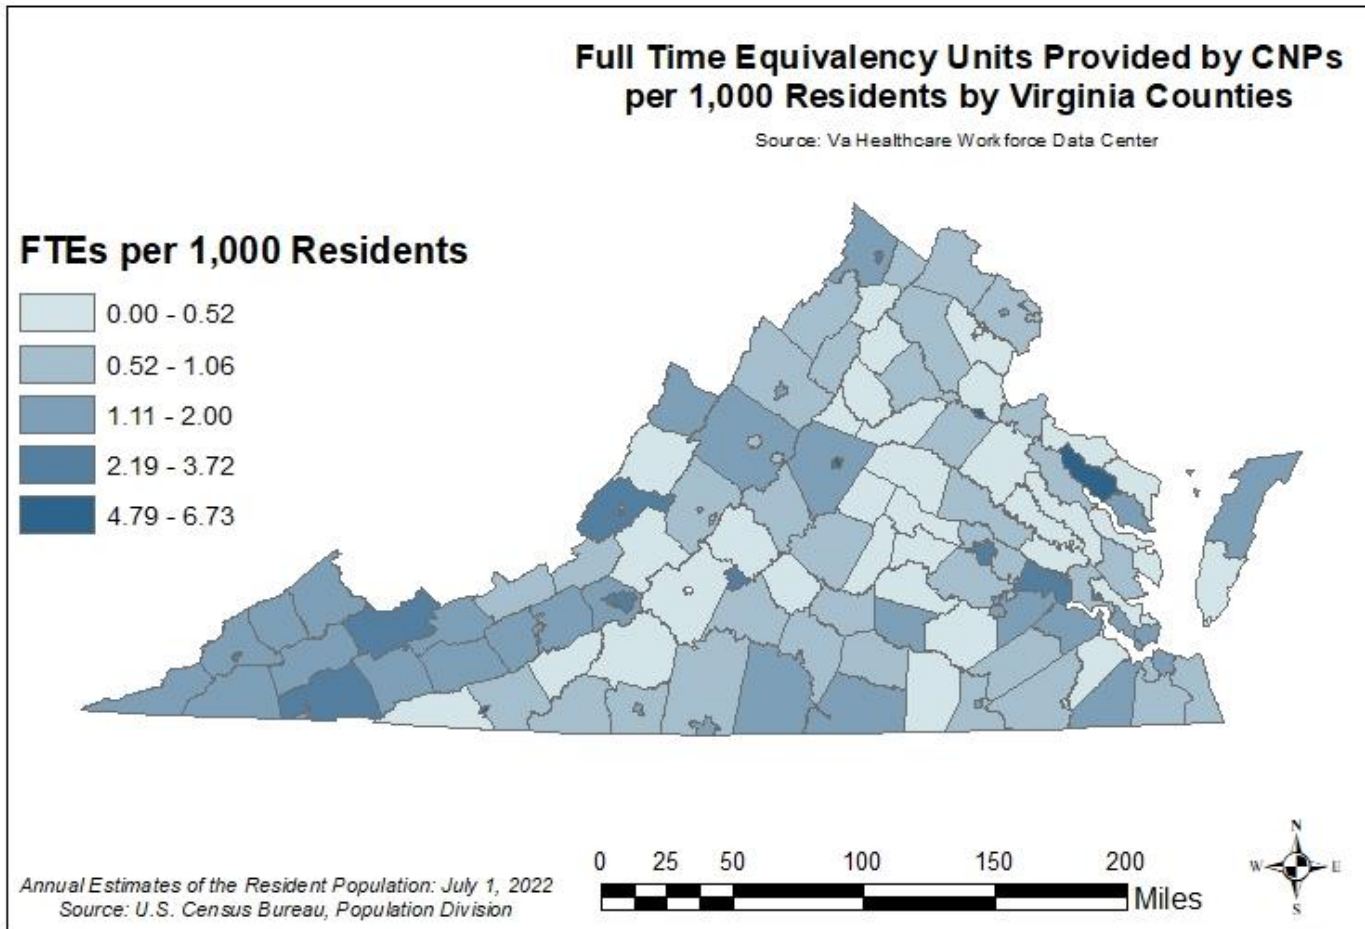 Full Time Equivalency Units Provided by CNPs
per 1,000 Residents by Virginia Counties
Source: Va Healthcare Workforce Data Center
FTEs per 1,000 Residents
0.00 - 0.52
0.52 - 1.06
1.11 - 2.00
2.19 - 3.72
4.79 - 6.73
Annual Estimates of the Resident Population: July 1, 2022
Source: U.S. Census Bureau, Population Division
0 25 50 100 150 200
Miles
N
W E
S